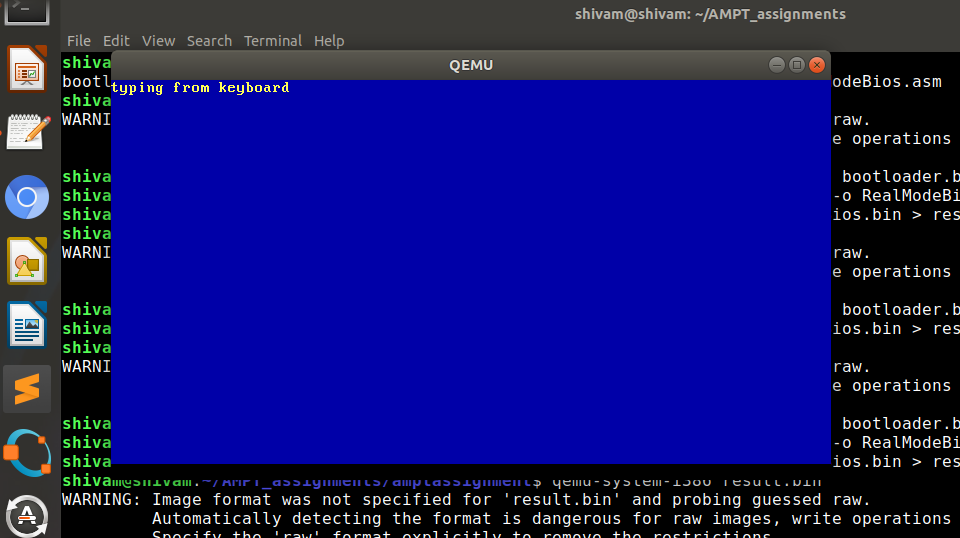 shivam@shivam: ~/AMPT_assignments
File Edit View Search Terminal Help
QEMU
typing from keyboard
shiva
bootl odeBios.asm
shiva
WARNI raw.
e operations
shiva bootloader.b
shiva -o RealModeBi
shiva ios.bin > res
shiva
WARNI raw.
e operations
shiva bootloader.b
shiva ios.bin > res
shiva
WARNI raw.
e operations
shiva bootloader.b
shiva -o RealModeBi
shiva ios.bin > res
shivam@shivam:~/AMPT_assignments/amptassignment$ qemu-system-i386 result.bin
WARNING: Image format was not specified for 'result.bin' and probing guessed raw.
Automatically detecting the format is dangerous for raw images, write operations
Specify the 'raw' format explicitly to remove the restrictions.